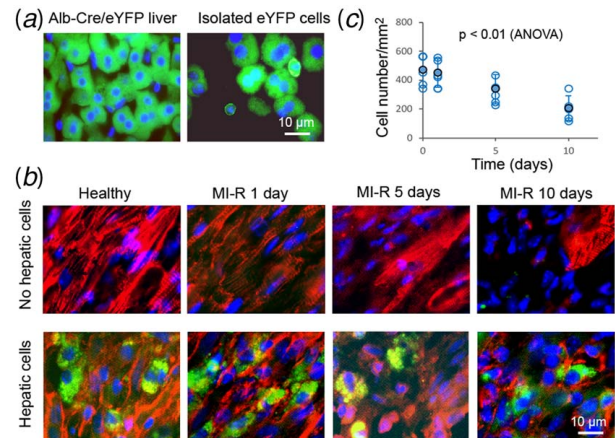 (a)
Alb-Cre/eYFP liver
Isolated eYFP cells
10 µm
(c)
Cell number/mm²
800
600
400
200
0
p < 0.01 (ANOVA)
0
5
10
Time (days)
(b)
Healthy
MI-R 1 day
MI-R 5 days
MI-R 10 days
No hepatic cells
Hepatic cells
10 µm